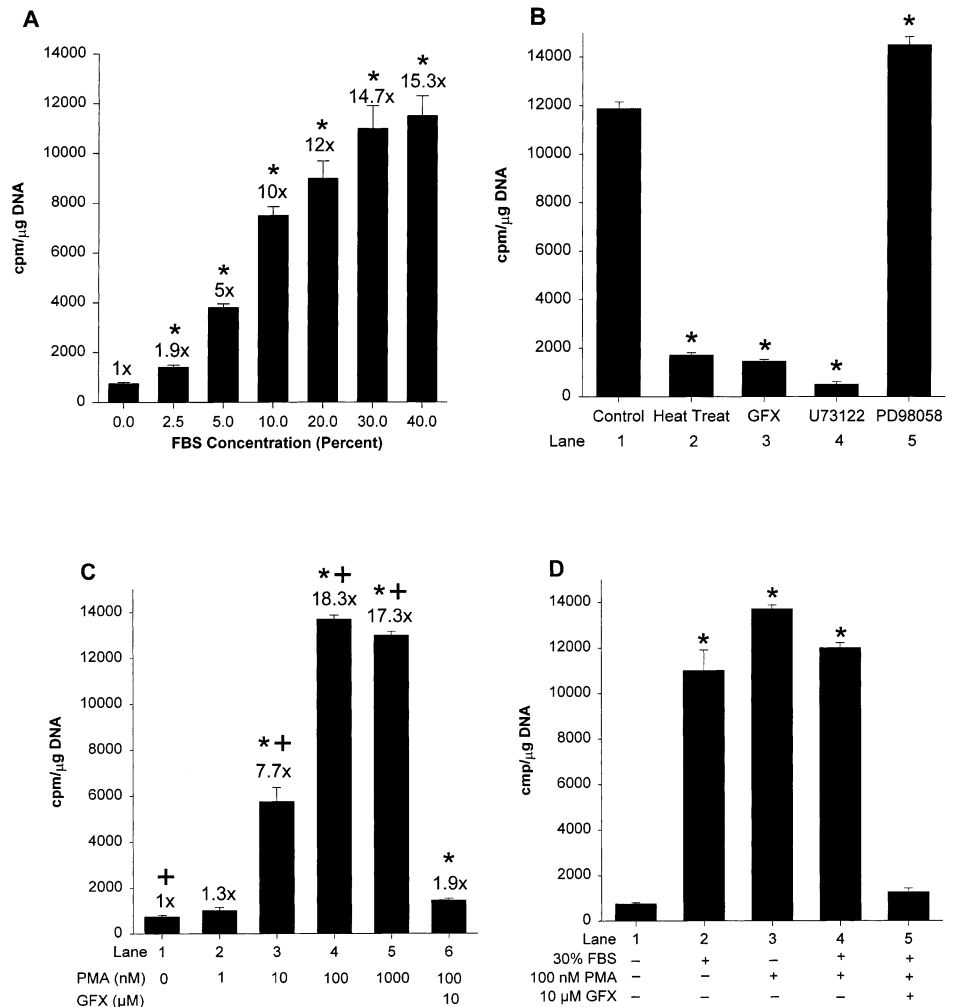 A
14000
12000
10000
8000
6000
4000
2000
0
cpm/μg DNA
1x
*
1.9x
*
5x
*
10x
*
12x
*
14.7x
*
15.3x
0.0 2.5 5.0 10.0 20.0 30.0 40.0
FBS Concentration (Percent)
B
14000
12000
10000
8000
6000
4000
2000
0
cpm/μg DNA
*
*
*
*
Control Heat Treat GFX U73122 PD98058
Lane 1 2 3 4 5
C
14000
12000
10000
8000
6000
4000
2000
0
cpm/μg DNA
+
1x
1.3x
*+
7.7x
*+
18.3x
*+
17.3x
*
1.9x
Lane 1 2 3 4 5 6
PMA (nM) 0 1 10 100 1000 100
GFX (μM) 10
D
14000
12000
10000
8000
6000
4000
2000
0
cmp/μg DNA
*
*
*
Lane 1 2 3 4 5
30% FBS – + – + +
100 nM PMA – – + + +
10 μM GFX – – – – +